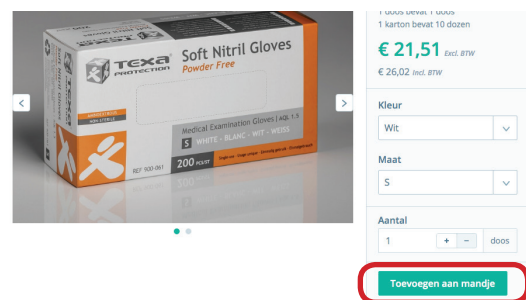 TEXA
PROTECTION
Soft Nitril Gloves
Powder Free
Medical Examination Gloves | AQL 1.5
S WHITE - BLANC - WIT - WEISS
REF 900-061
200 PCS/ST
NON STERILE
1 doos bevat 1 doos
1 karton bevat 10 dozen
€ 21,51 Excl. BTW
€ 26,02 Incl. BTW
Kleur
Wit
Maat
S
Aantal
1 + − doos
Toevoegen aan mandje